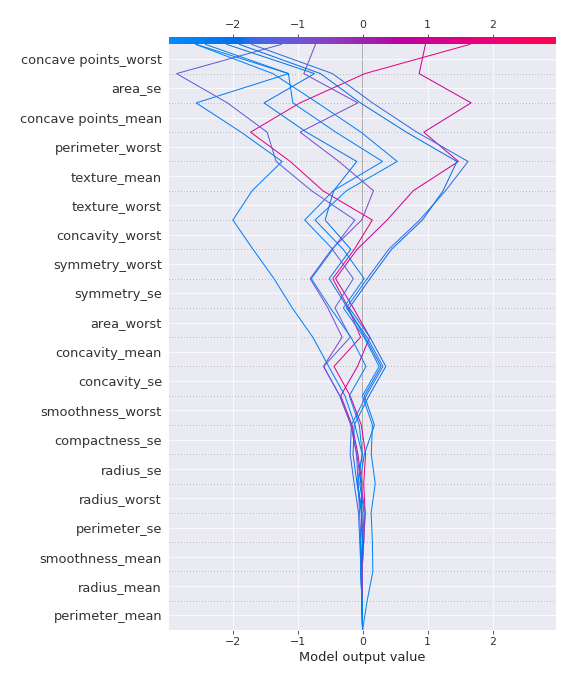 −2 −1 0 1 2
concave points_worst
area_se
concave points_mean
perimeter_worst
texture_mean
texture_worst
concavity_worst
symmetry_worst
symmetry_se
area_worst
concavity_mean
concavity_se
smoothness_worst
compactness_se
radius_se
radius_worst
perimeter_se
smoothness_mean
radius_mean
perimeter_mean
−2 −1 0 1 2
Model output value